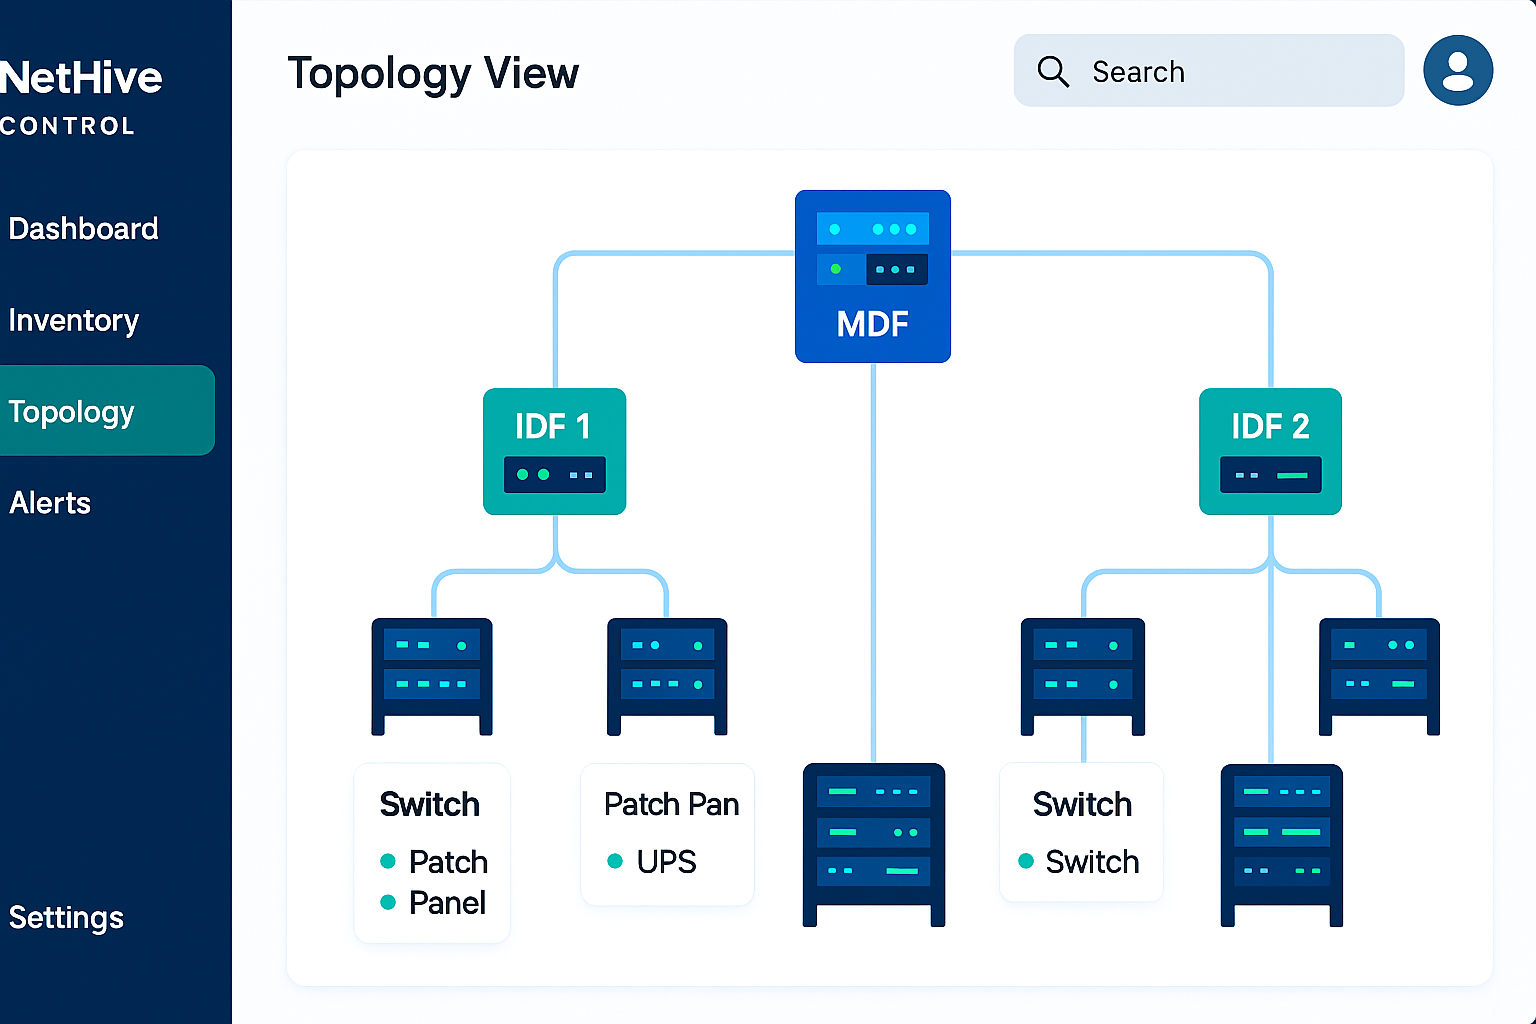 NetHive
CONTROL
Dashboard
Inventory
Topology
Alerts
Settings
Topology View
Search
MDF
IDF 1
IDF 2
Switch
Patch
Panel
Patch Pan
UPS
Switch
Switch